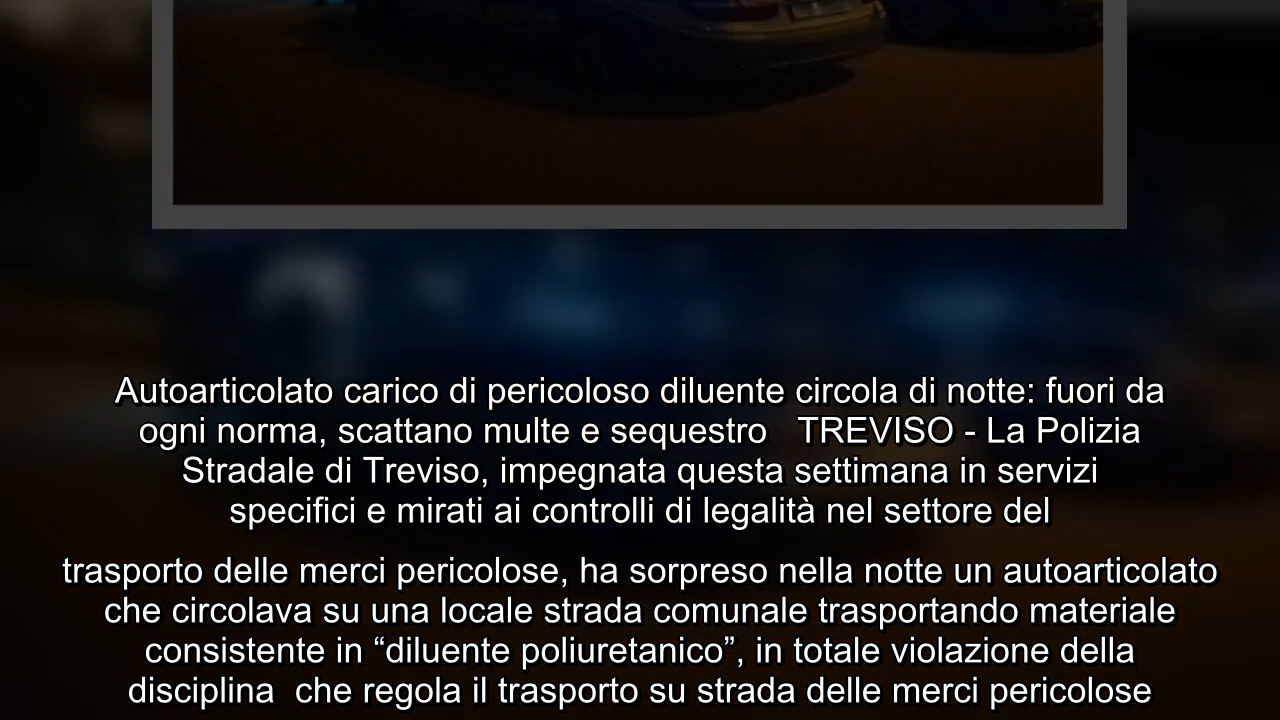 Autoarticolato carico di pericoloso diluente circola di notte: fuori da
ogni norma, scattano multe e sequestro   TREVISO - La Polizia
Stradale di Treviso, impegnata questa settimana in servizi
specifici e mirati ai controlli di legalità nel settore del
trasporto delle merci pericolose, ha sorpreso nella notte un autoarticolato
che circolava su una locale strada comunale trasportando materiale
consistente in “diluente poliuretanico”, in totale violazione della
disciplina  che regola il trasporto su strada delle merci pericolose